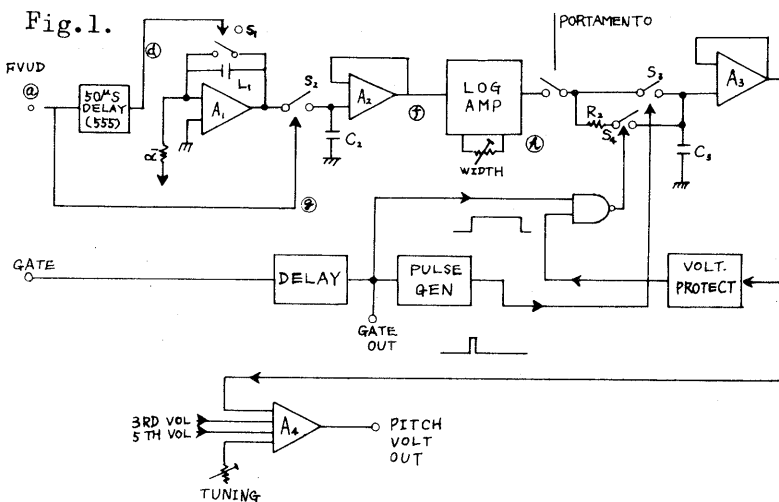 Fig.1.
PORTAMENTO
FVUD
ⓐ
ⓓ
S1
50μS
DELAY
(555)
L1
A1
R1
S2
A2
C2
ⓕ
LOG
AMP
WIDTH
ⓗ
S3
R2
S4
C3
A3
ⓔ
GATE
DELAY
PULSE
GEN
VOLT.
PROTECT
GATE
OUT
3RD VOL
5TH VOL
A4
PITCH
VOLT
OUT
TUNING